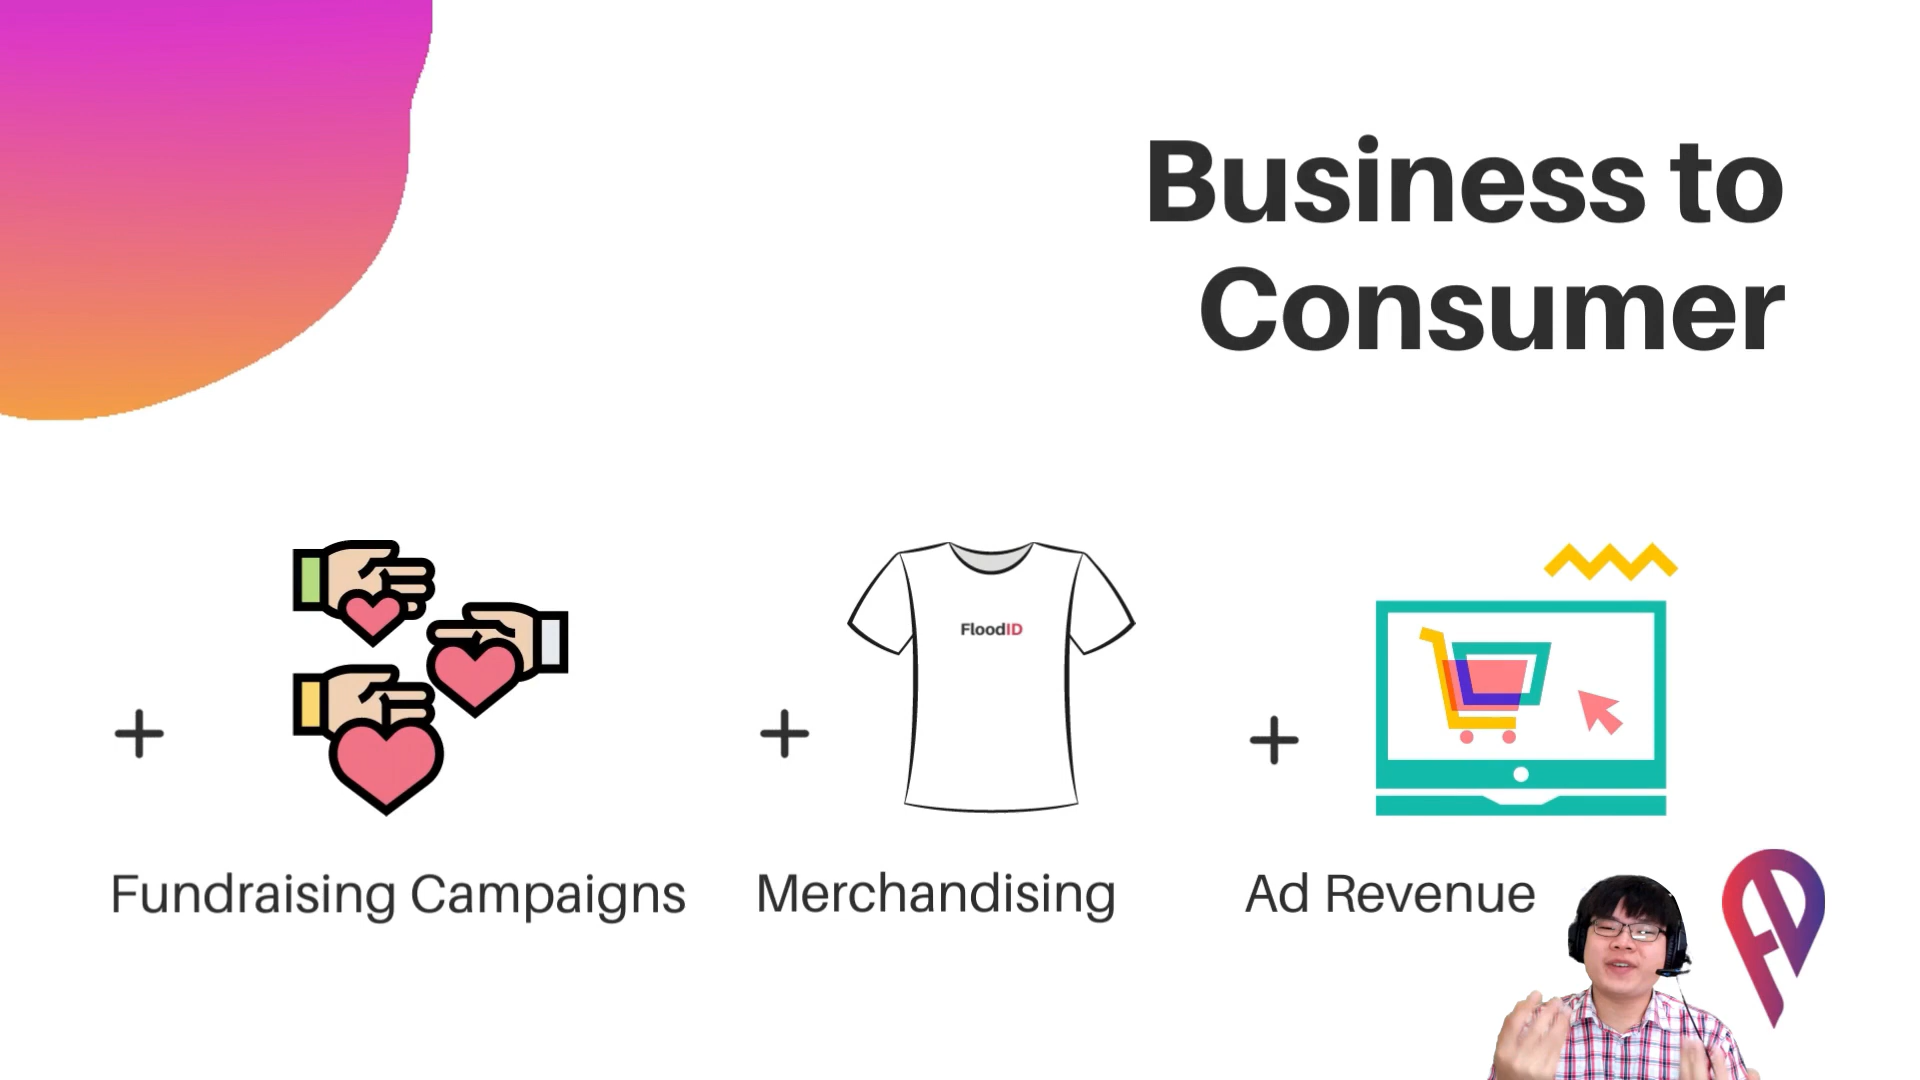 Business to
Consumer
FloodID
+
+
+
Fundraising Campaigns
Merchandising
Ad Revenue